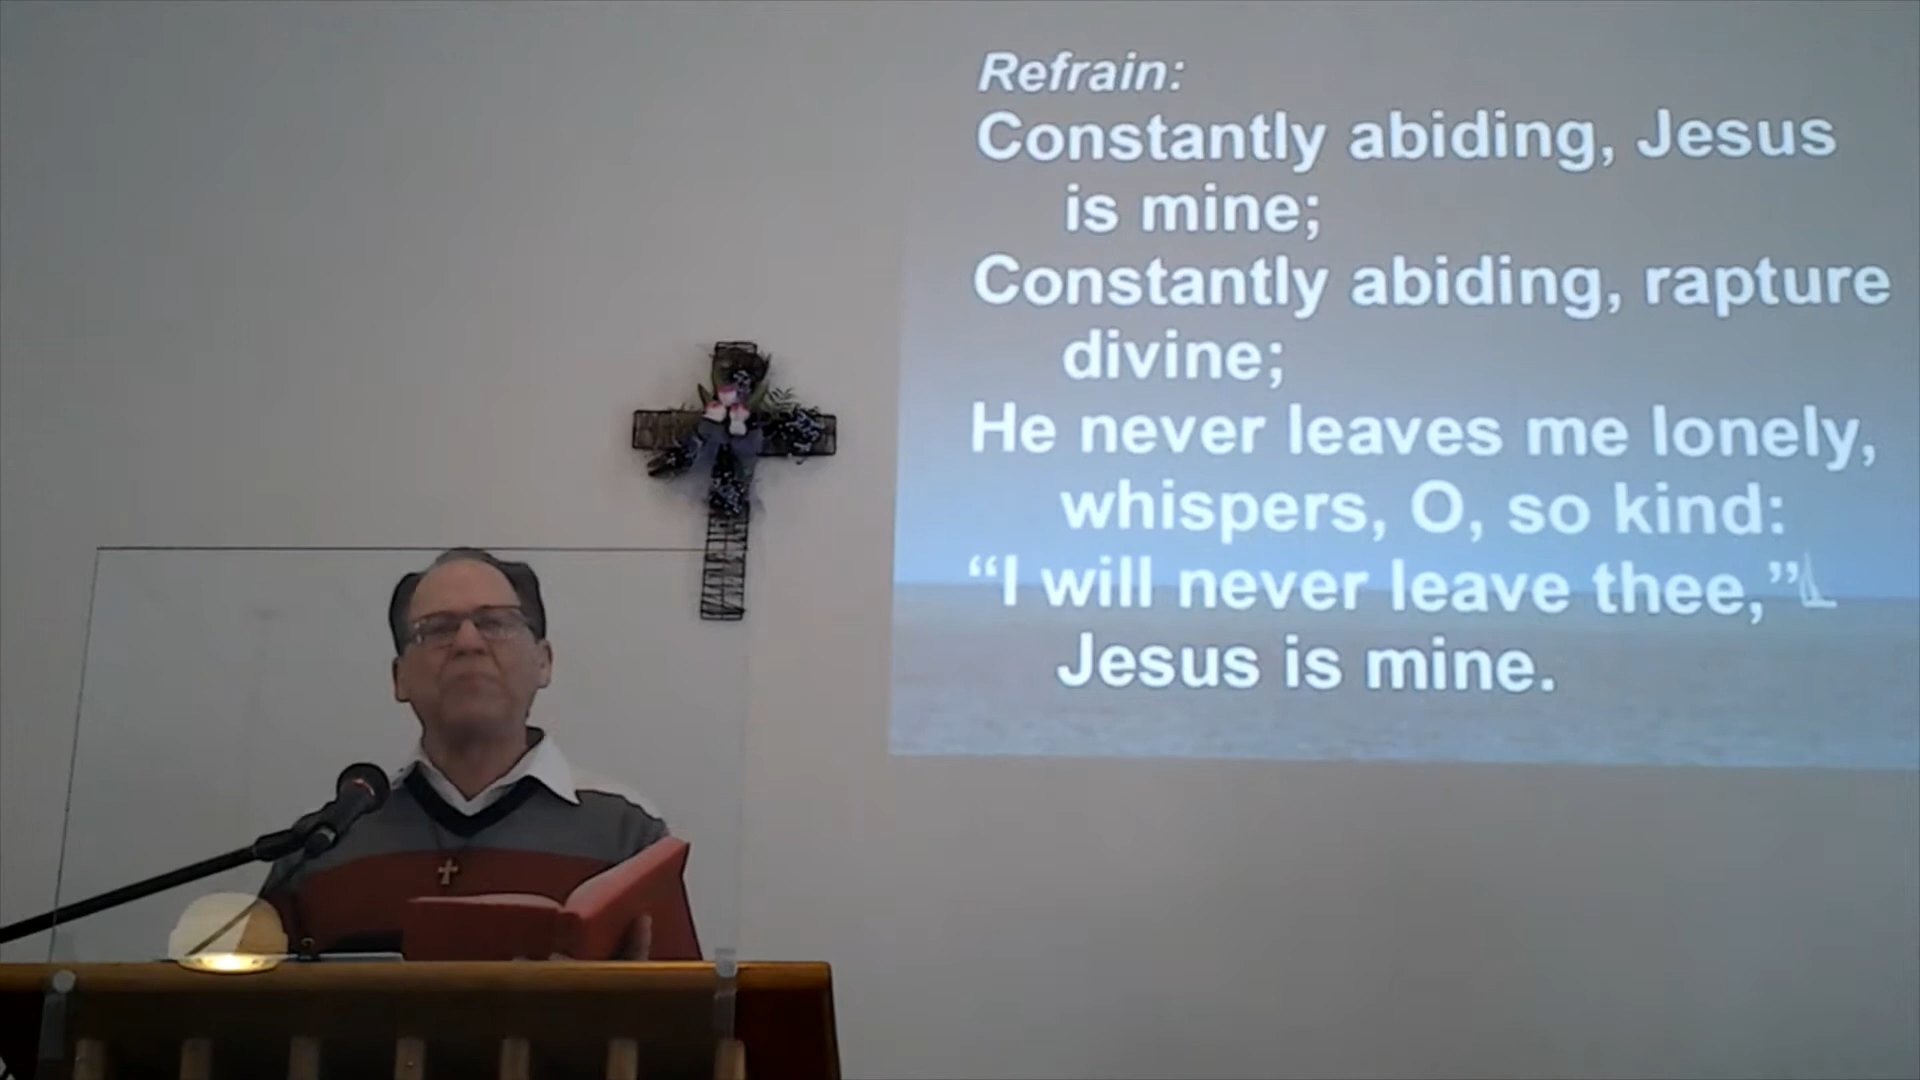 Refrain:
Constantly abiding, Jesus
is mine;
Constantly abiding, rapture
divine;
He never leaves me lonely,
whispers, O, so kind:
“I will never leave thee,”
Jesus is mine.